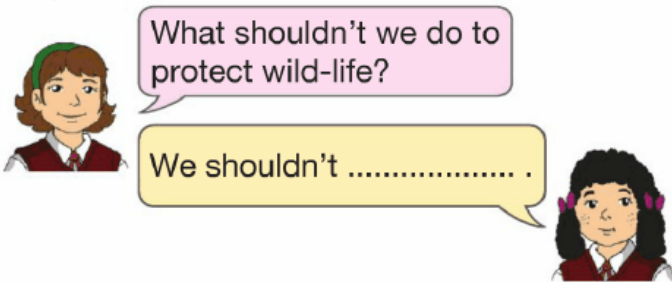 What shouldn't we do to
protect wild-life?
We shouldn't ................... .